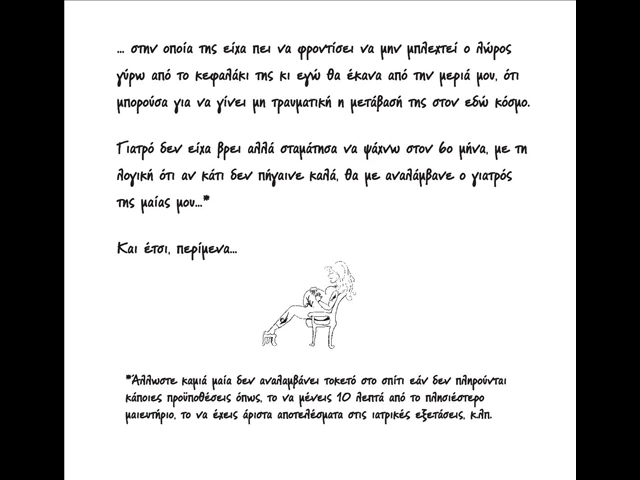 ... στην οποία της είχα πει να φροντίσει να μην μπλεχτεί ο λώρος
γύρω από το κεφαλάκι της κι εγώ θα έκανα από την μεριά μου, ότι
μπορούσα για να γίνει μη τραυματική η μετάβασή της στον εδώ κόσμο.
Γιατρό δεν είχα βρει αλλά σταμάτησα να ψάχνω στον 6ο μήνα, με τη
λογική ότι αν κάτι δεν πήγαινε καλά, θα με αναλάμβανε ο γιατρός
της μαίας μου...*
Και έτσι, περίμενα...
*Άλλωστε καμιά μαία δεν αναλαμβάνει τοκετό στο σπίτι εάν δεν πληρούνται
κάποιες προϋποθέσεις όπως, το να μένεις 10 λεπτά από το πλησιέστερο
μαιευτήριο, το να έχεις άριστα αποτελέσματα στις ιατρικές εξετάσεις, κ.λπ.